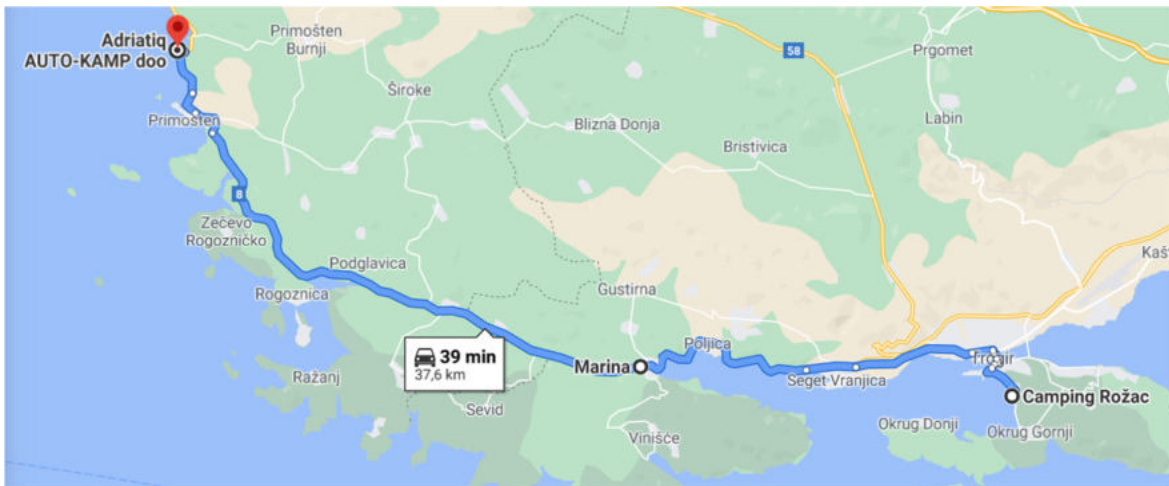 Adriatiq
AUTO-KAMP doo
Primošten
Burnji
58
Prgomet
Široke
Labin
Primošten
Blizna Donja
Bristivica
8
Zečevo
Rogozničko
Kašt
Podglavica
Rogoznica
Gustirna
39 min
37,6 km
Marina
Poljica
Trogir
Ražanj
Seget Vranjica
Camping Rožac
Sevid
Vinišće
Okrug Donji
Okrug Gornji